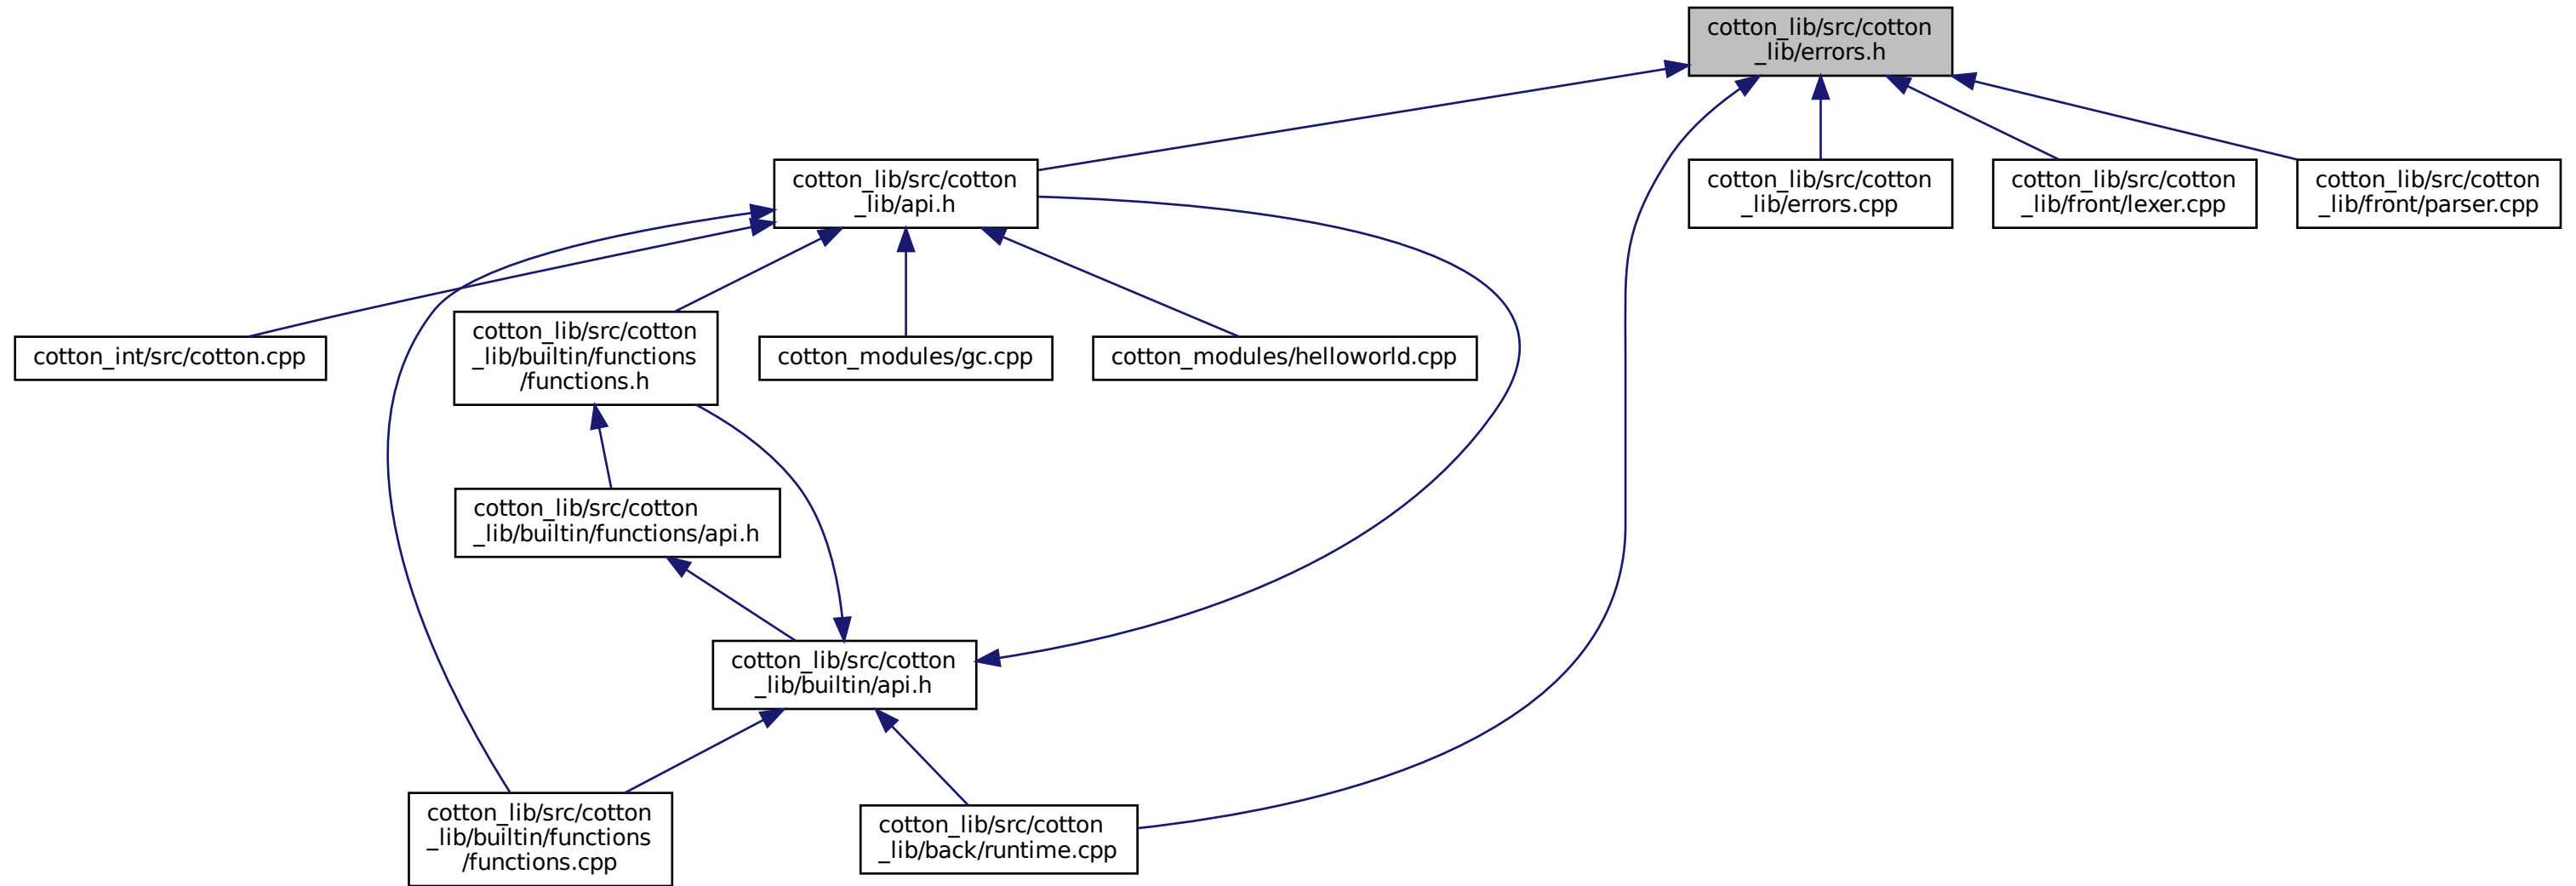 cotton_lib/src/cotton
_lib/errors.h
cotton_lib/src/cotton
_lib/api.h
cotton_lib/src/cotton
_lib/errors.cpp
cotton_lib/src/cotton
_lib/front/lexer.cpp
cotton_lib/src/cotton
_lib/front/parser.cpp
cotton_int/src/cotton.cpp
cotton_lib/src/cotton
_lib/builtin/functions
/functions.h
cotton_modules/gc.cpp
cotton_modules/helloworld.cpp
cotton_lib/src/cotton
_lib/builtin/functions/api.h
cotton_lib/src/cotton
_lib/builtin/api.h
cotton_lib/src/cotton
_lib/builtin/functions
/functions.cpp
cotton_lib/src/cotton
_lib/back/runtime.cpp